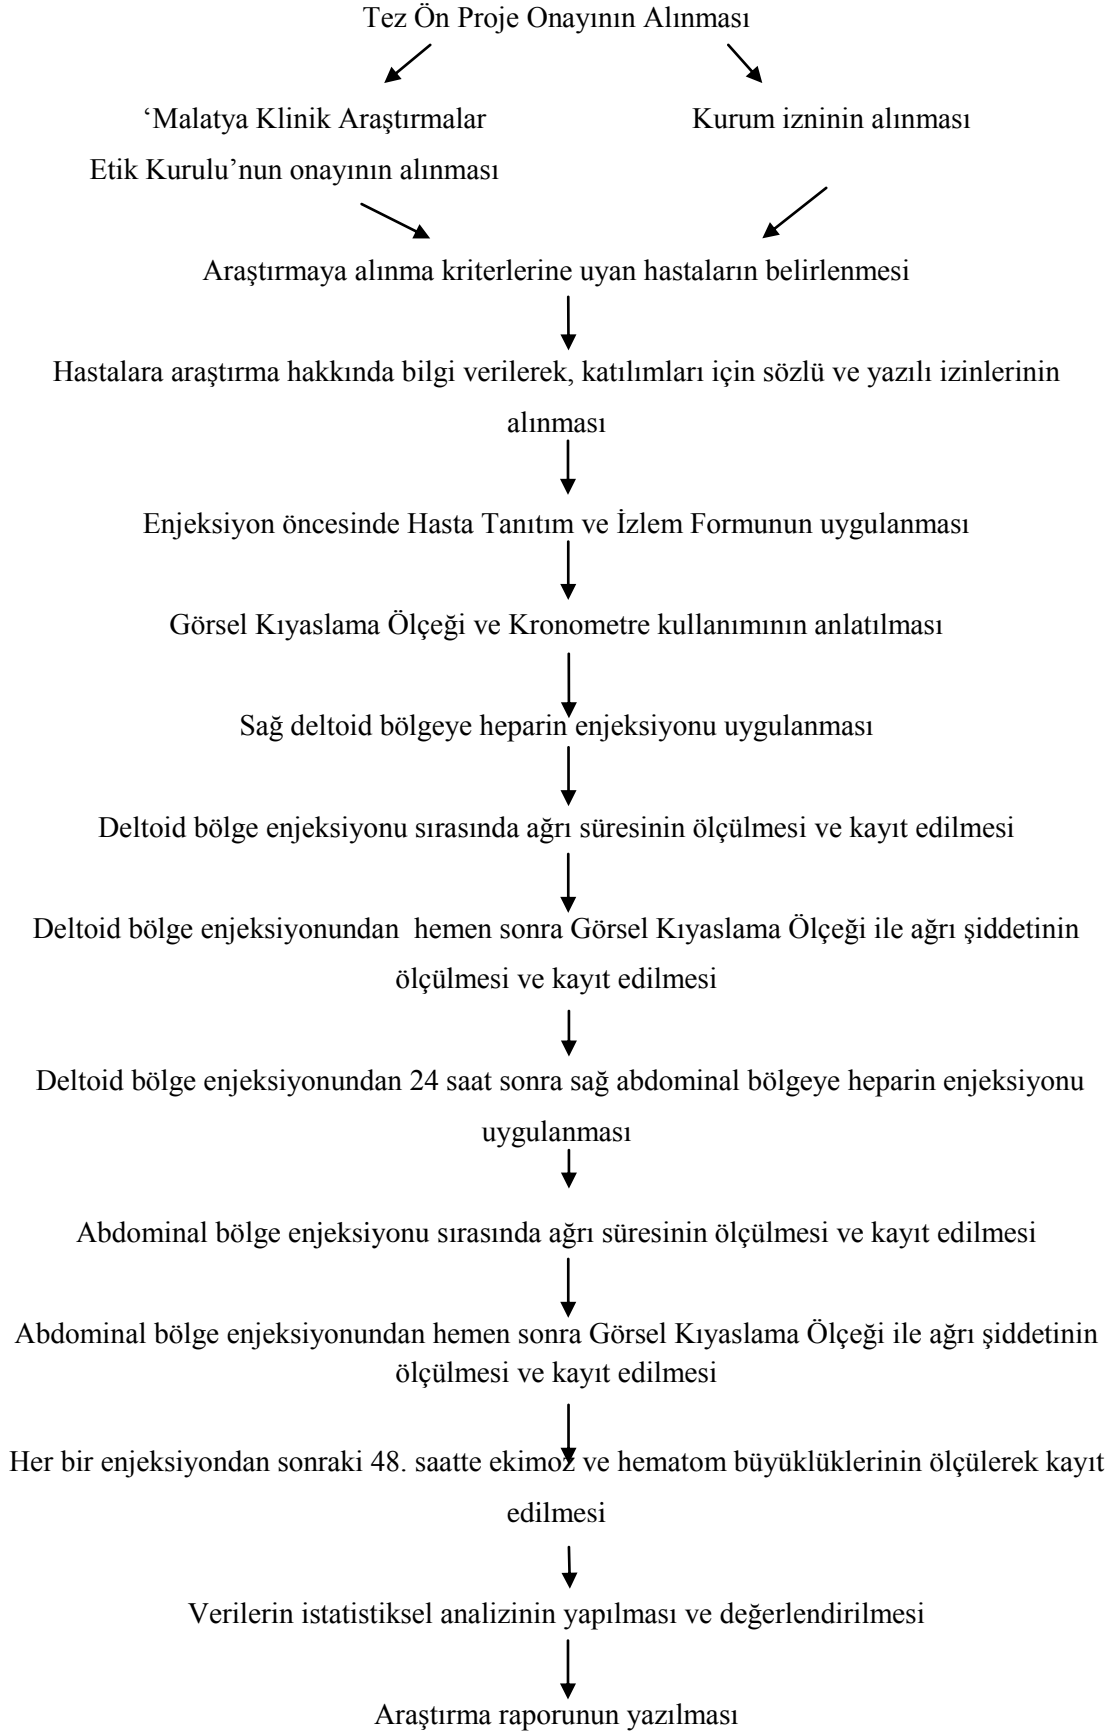 Tez Ön Proje Onayının Alınması
‘Malatya Klinik Araştırmalar
Etik Kurulu’nun onayının alınması
Kurum izninin alınması
Araştırmaya alınma kriterlerine uyan hastaların belirlenmesi
Hastalara araştırma hakkında bilgi verilerek, katılımları için sözlü ve yazılı izinlerinin
alınması
Enjeksiyon öncesinde Hasta Tanıtım ve İzlem Formunun uygulanması
Görsel Kıyaslama Ölçeği ve Kronometre kullanımının anlatılması
Sağ deltoid bölgeye heparin enjeksiyonu uygulanması
Deltoid bölge enjeksiyonu sırasında ağrı süresinin ölçülmesi ve kayıt edilmesi
Deltoid bölge enjeksiyonundan hemen sonra Görsel Kıyaslama Ölçeği ile ağrı şiddetinin
ölçülmesi ve kayıt edilmesi
Deltoid bölge enjeksiyonundan 24 saat sonra sağ abdominal bölgeye heparin enjeksiyonu
uygulanması
Abdominal bölge enjeksiyonu sırasında ağrı süresinin ölçülmesi ve kayıt edilmesi
Abdominal bölge enjeksiyonundan hemen sonra Görsel Kıyaslama Ölçeği ile ağrı şiddetinin
ölçülmesi ve kayıt edilmesi
Her bir enjeksiyondan sonraki 48. saatte ekimoz ve hematom büyüklüklerinin ölçülerek kayıt
edilmesi
Verilerin istatistiksel analizinin yapılması ve değerlendirilmesi
Araştırma raporunun yazılması